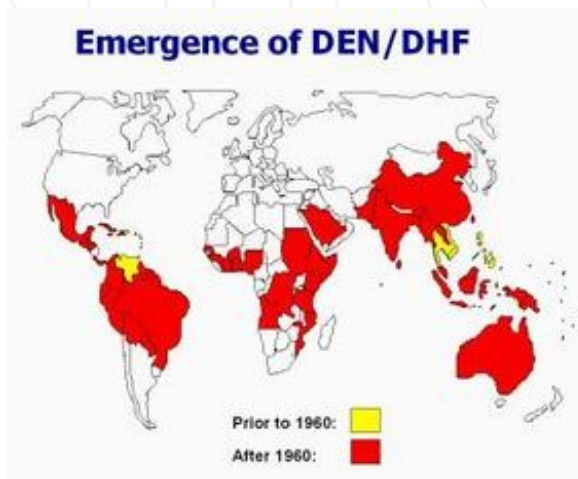 Emergence of DEN/DHF
Prior to 1960:
After 1960: